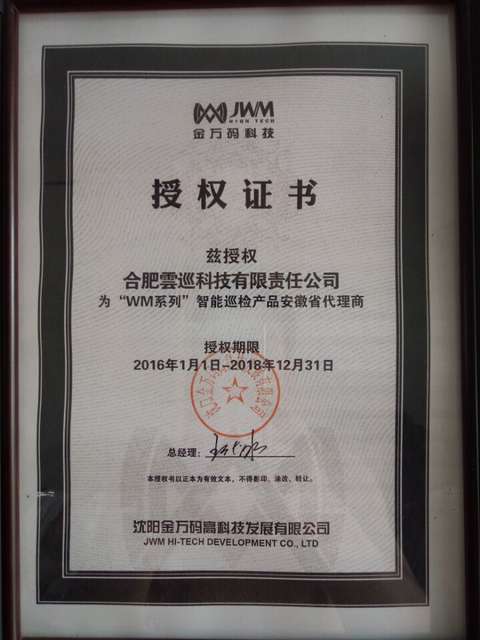 JWM
HIGH TECH
金万码科技
授权证书
兹授权
合肥雲巡科技有限责任公司
为“WM系列”智能巡检产品安徽省代理商
授权期限
2016年1月1日-2018年12月31日
总经理：
本授权书以正本为有效文本，不得影印、涂改、转让。
沈阳金万码高科技发展有限公司
JWM HI-TECH DEVELOPMENT CO., LTD